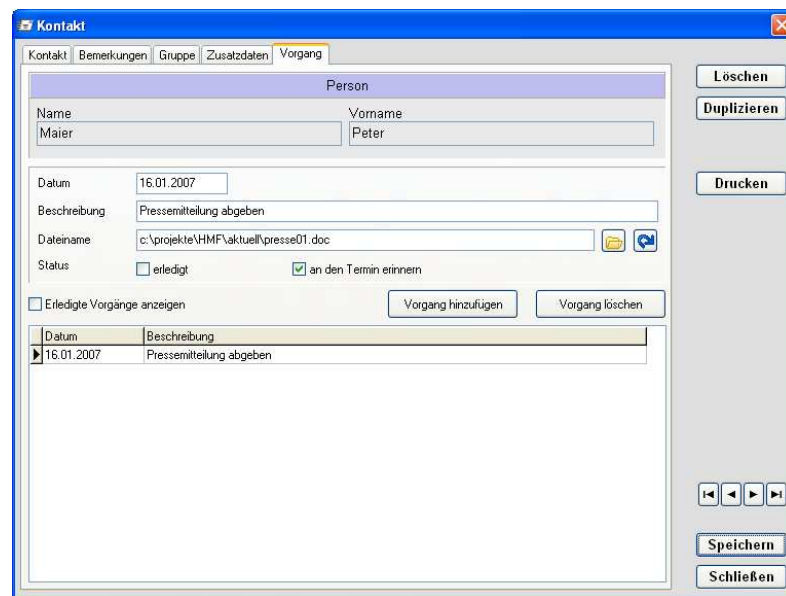 Kontakt
Kontakt Bemerkungen Gruppe Zusatzdaten Vorgang
Person
Name Vorname
Maier Peter
Datum 16.01.2007
Beschreibung Pressemitteilung abgeben
Dateiname c:\projekte\HMF\aktuell\presse01.doc
Status erledigt an den Termin erinnern
Erledigte Vorgänge anzeigen Vorgang hinzufügen Vorgang löschen
Datum Beschreibung
16.01.2007 Pressemitteilung abgeben
Löschen
Duplizieren
Drucken
Speichern
Schließen